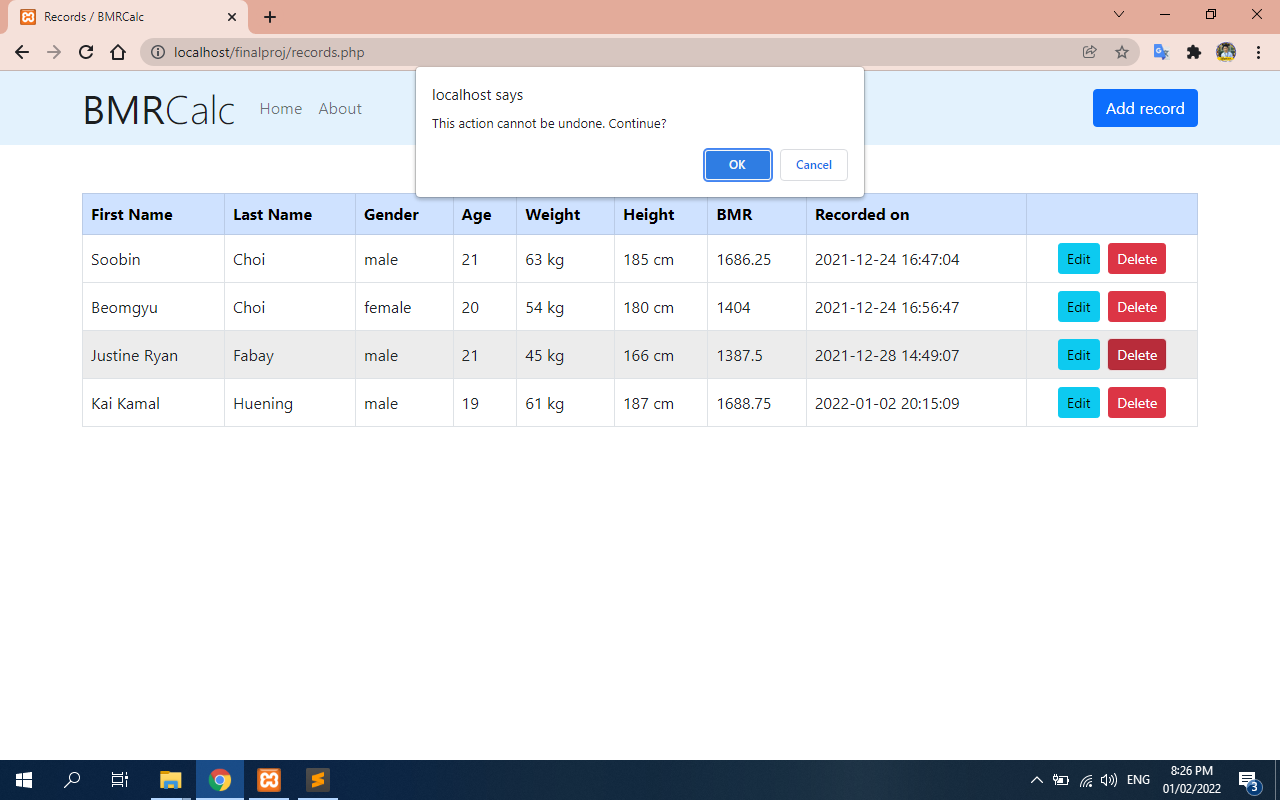 Records / BMRCalc
localhost/finalproj/records.php
localhost says
This action cannot be undone. Continue?
OK Cancel
BMRCalc Home About Add record
First Name Last Name Gender Age Weight Height BMR Recorded on
Soobin Choi male 21 63 kg 185 cm 1686.25 2021-12-24 16:47:04 Edit Delete
Beomgyu Choi female 20 54 kg 180 cm 1404 2021-12-24 16:56:47 Edit Delete
Justine Ryan Fabay male 21 45 kg 166 cm 1387.5 2021-12-28 14:49:07 Edit Delete
Kai Kamal Huening male 19 61 kg 187 cm 1688.75 2022-01-02 20:15:09 Edit Delete
ENG
8:26 PM
01/02/2022
3